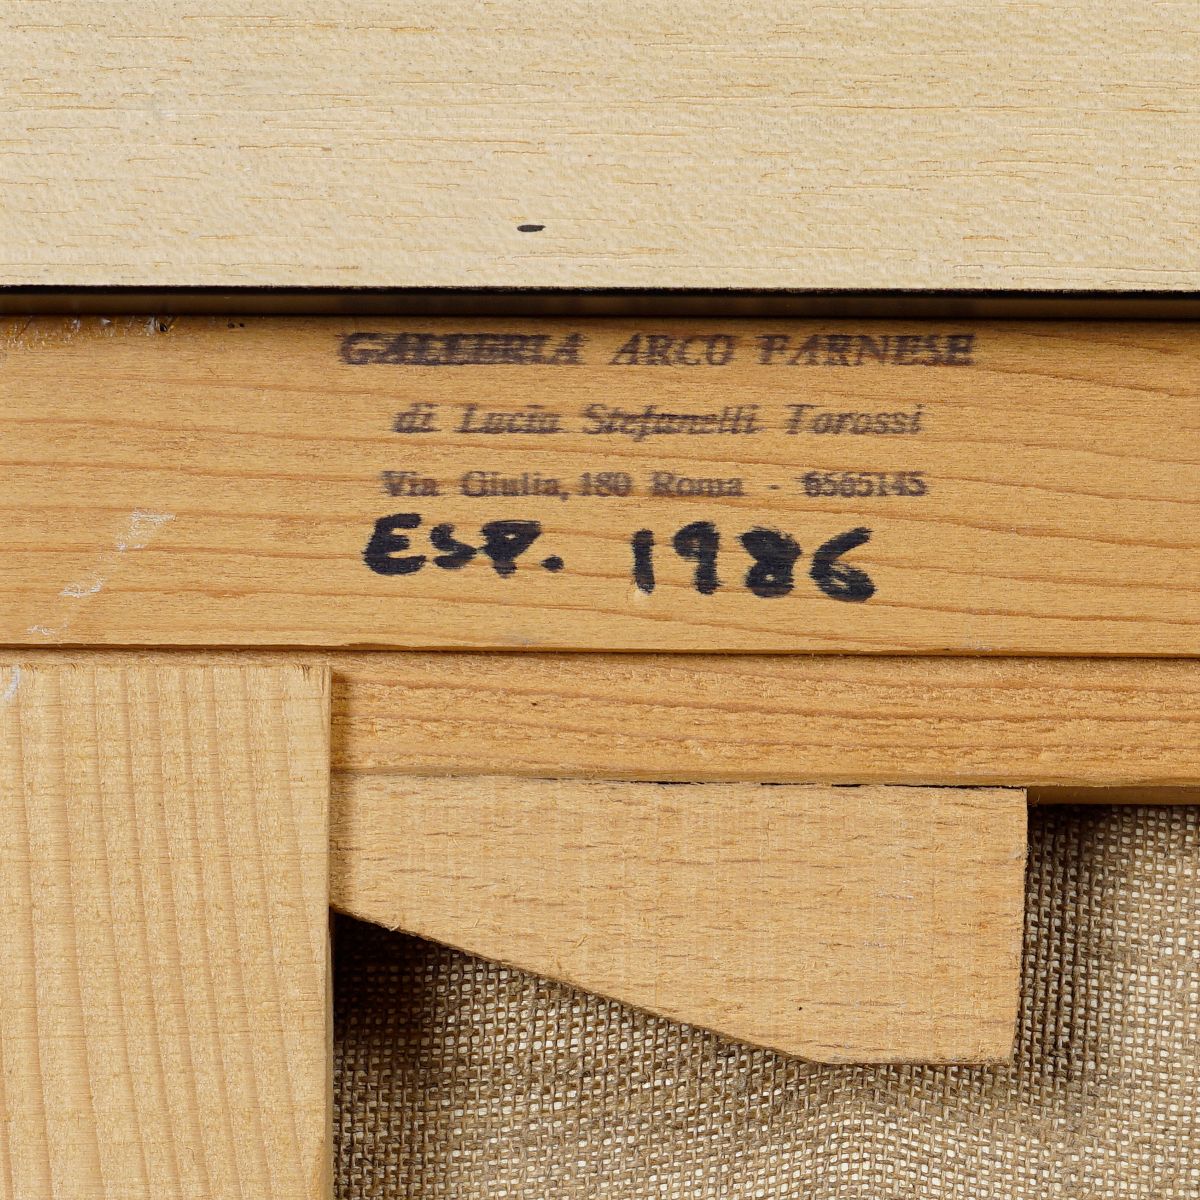 GALLERIA ARCO FARNESE
di Lucia Stefanelli Torossi
Via Giulia, 180 Roma - 6565145
ESP. 1986